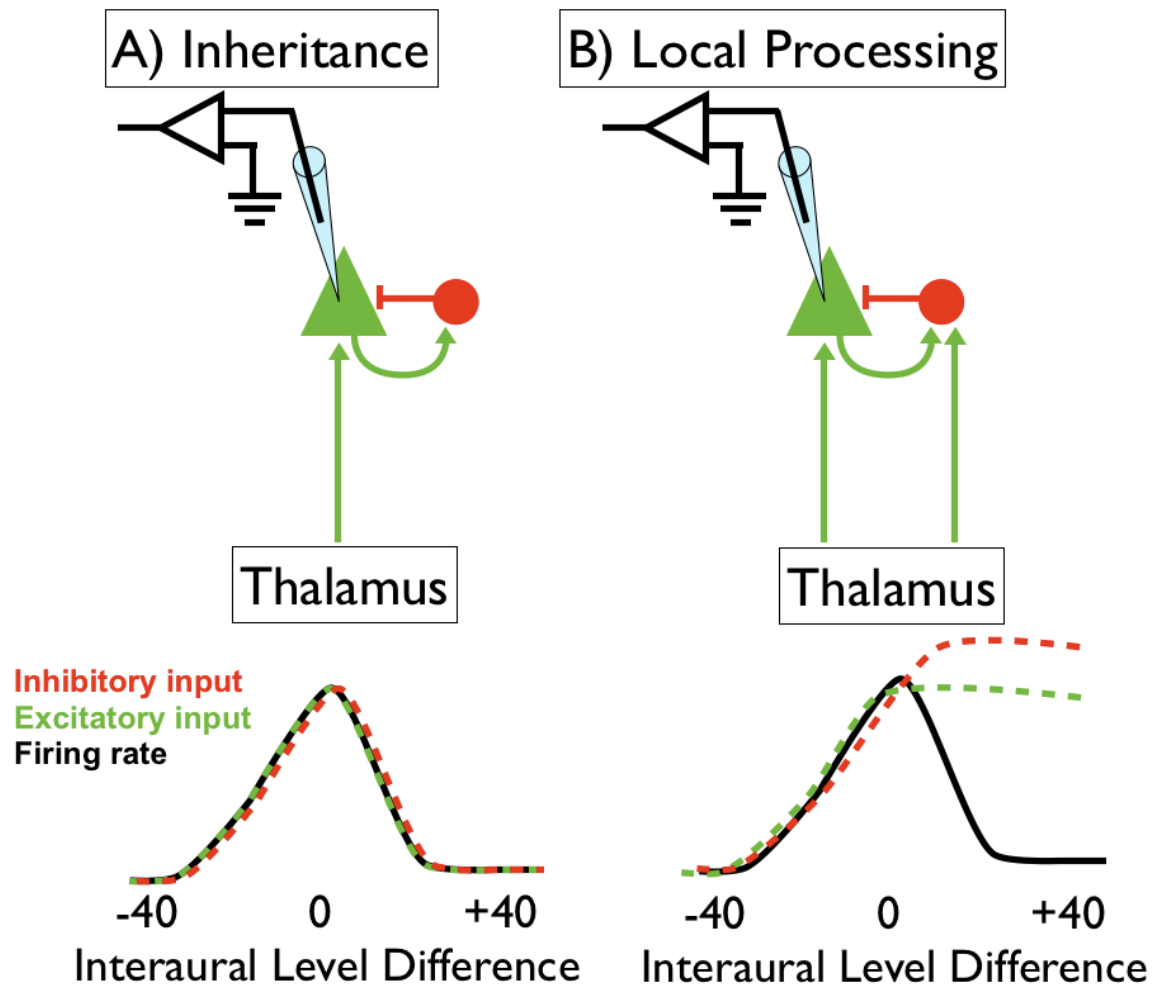 A) Inheritance
B) Local Processing
Thalamus
Thalamus
Inhibitory input
Excitatory input
Firing rate
-40 0 +40
Interaural Level Difference
-40 0 +40
Interaural Level Difference